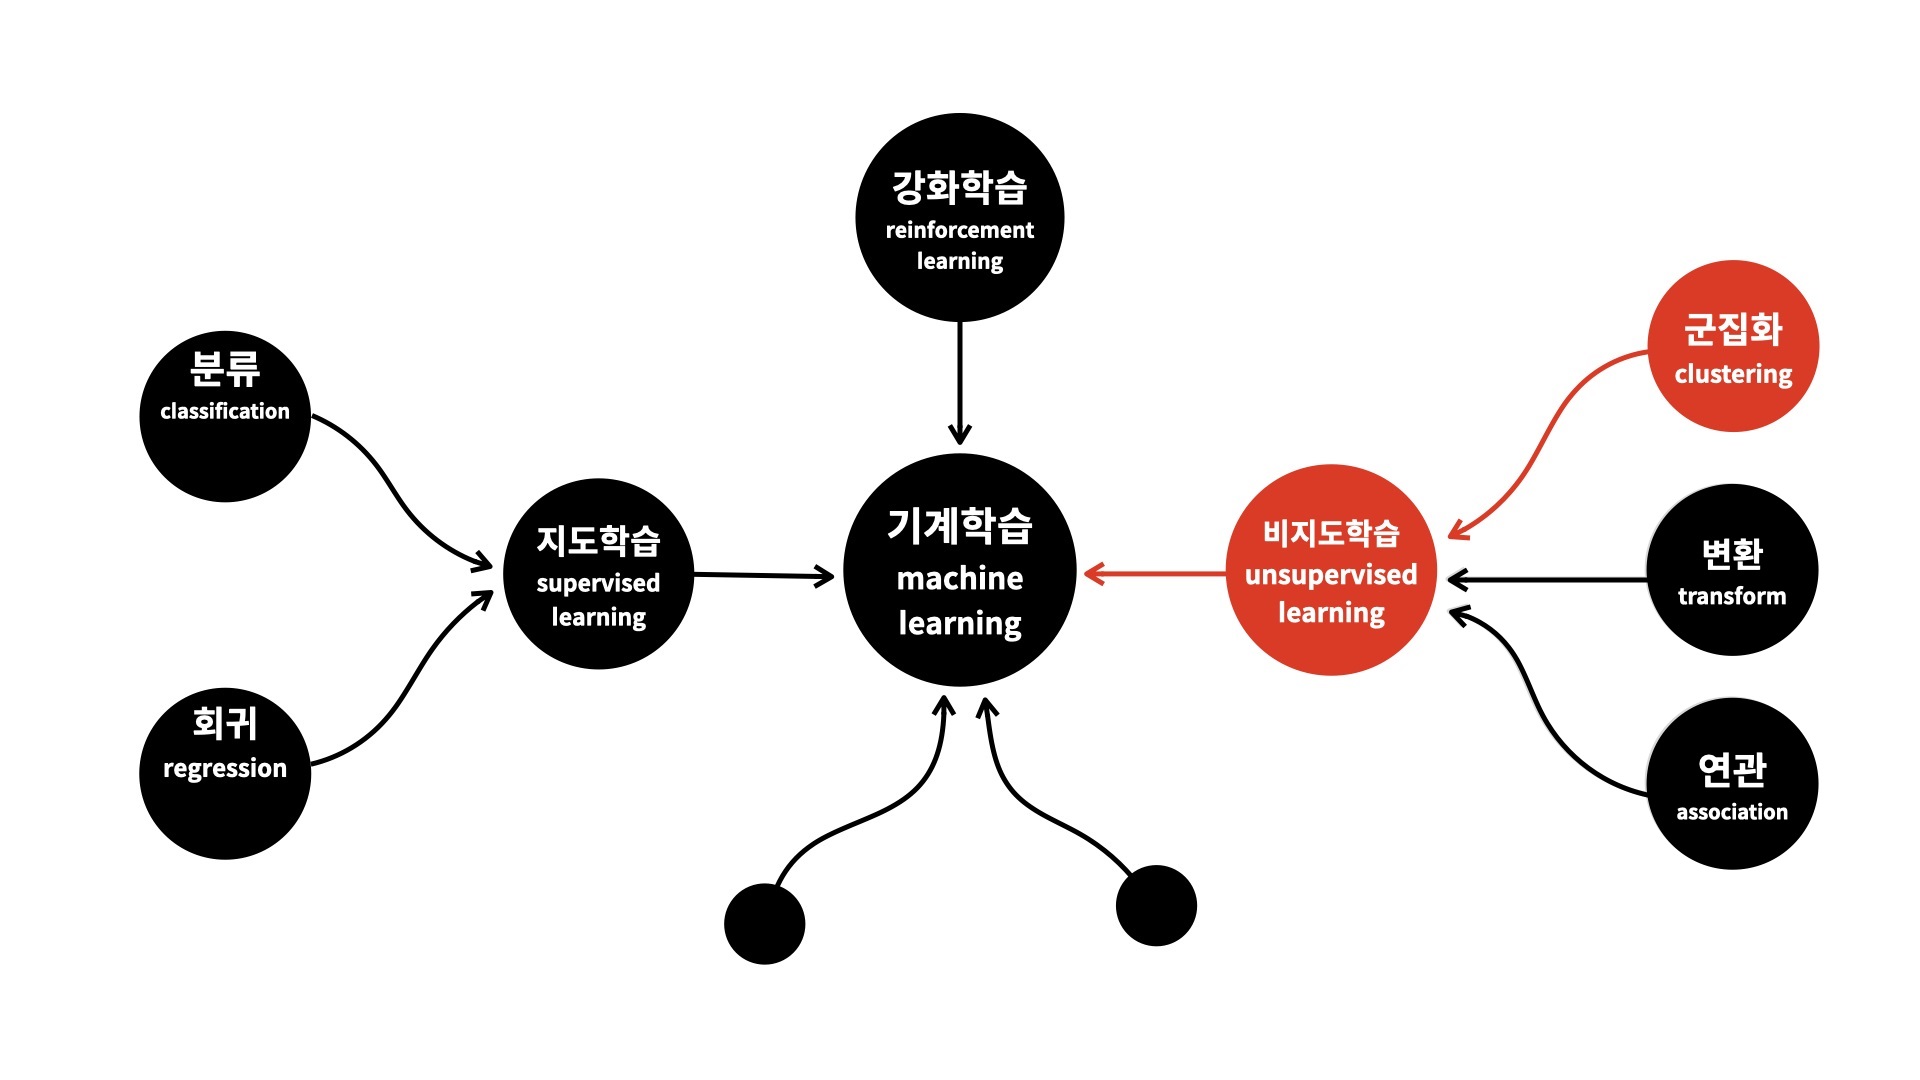 강화학습
reinforcement
learning
분류
classification
회귀
regression
지도학습
supervised
learning
기계학습
machine
learning
비지도학습
unsupervised
learning
군집화
clustering
변환
transform
연관
association